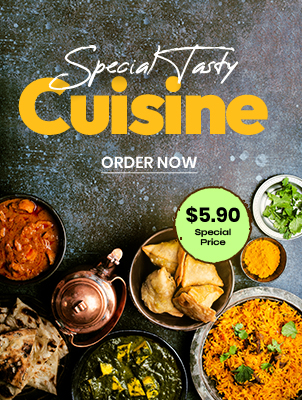 Special Tasty
Cuisine
ORDER NOW
$5.90
Special
Price